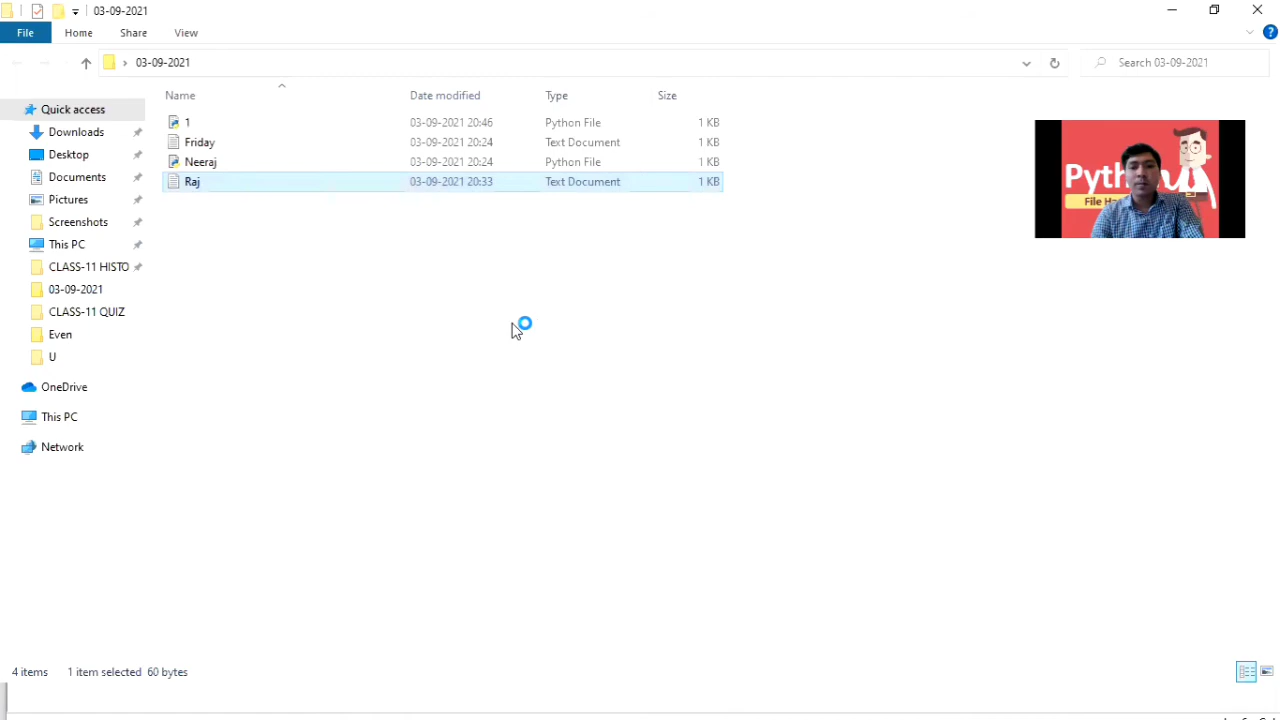 03-09-2021
File Home Share View
03-09-2021
Search 03-09-2021
Name Date modified Type Size
Quick access
Downloads
Desktop
Documents
Pictures
Screenshots
This PC
CLASS-11 HISTO
03-09-2021
CLASS-11 QUIZ
Even
U
OneDrive
This PC
Network
1 03-09-2021 20:46 Python File 1 KB
Friday 03-09-2021 20:24 Text Document 1 KB
Neeraj 03-09-2021 20:24 Python File 1 KB
Raj 03-09-2021 20:33 Text Document 1 KB
Pyth
File Ha
4 items 1 item selected 60 bytes